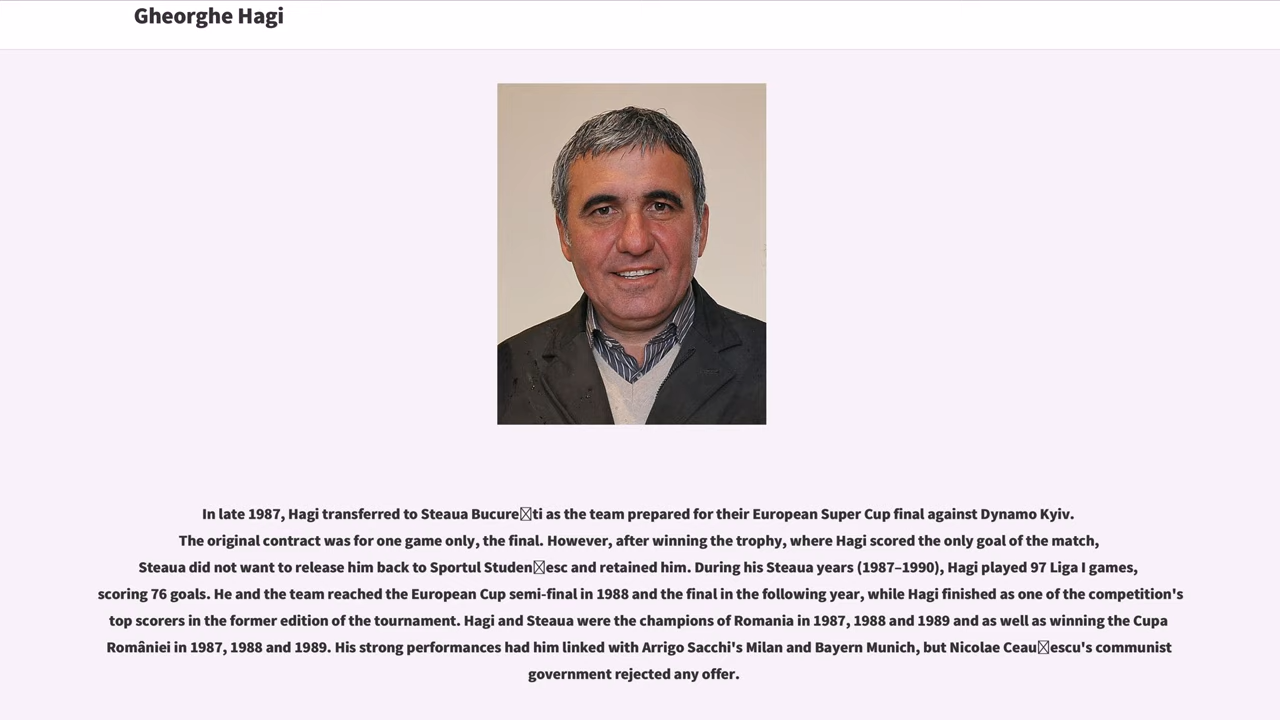 Gheorghe Hagi
In late 1987, Hagi transferred to Steaua Bucure☒ti as the team prepared for their European Super Cup final against Dynamo Kyiv.
The original contract was for one game only, the final. However, after winning the trophy, where Hagi scored the only goal of the match,
Steaua did not want to release him back to Sportul Studen☒esc and retained him. During his Steaua years (1987–1990), Hagi played 97 Liga I games,
scoring 76 goals. He and the team reached the European Cup semi-final in 1988 and the final in the following year, while Hagi finished as one of the competition's
top scorers in the former edition of the tournament. Hagi and Steaua were the champions of Romania in 1987, 1988 and 1989 and as well as winning the Cupa
României in 1987, 1988 and 1989. His strong performances had him linked with Arrigo Sacchi's Milan and Bayern Munich, but Nicolae Ceau☒escu's communist
government rejected any offer.